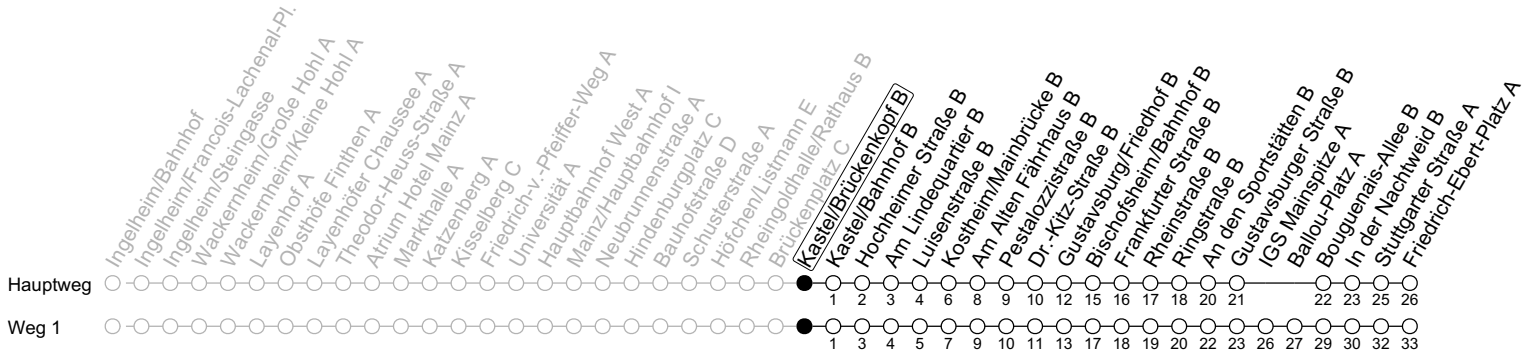 Ingelheim/Bahnhof
Ingelheim/Francois-Lachenal-Pl.
Ingelheim/Steingasse
Wackernheim/Große Hohl A
Wackernheim/Kleine Hohl A
Layenhof A
Obsthöfe Finthen A
Layenhöfer Chaussee A
Theodor-Heuss-Straße A
Atrium Hotel Mainz A
Markthalle A
Katzenberg A
Kisselberg C
Friedrich-v.-Pfeiffer-Weg A
Universität A
Hauptbahnhof West A
Mainz/Hauptbahnhof I
Neubrunnenstraße A
Hindenburgplatz C
Bauhofstraße D
Schusterstraße A
Höfchen/Listmann E
Rheingoldhalle/Rathaus B
Brückenplatz C
Kastel/Brückenkopf B
Kastel/Bahnhof B
Hochheimer Straße B
Am Lindequartier B
Luisenstraße B
Kostheim/Mainbrücke B
Am Alten Fährhaus B
Pestalozzistraße B
Dr.-Kitz-Straße B
Gustavsburg/Friedhof B
Bischofsheim/Bahnhof B
Frankfurter Straße B
Rheinstraße B
Ringstraße B
An den Sportstätten B
Gustavsburger Straße B
IGS Mainspitze A
Ballou-Platz A
Bouguenais-Allee B
In der Nachtweid B
Stuttgarter Straße A
Friedrich-Ebert-Platz A
Hauptweg
1 2 3 4 6 8 9 10 12 15 16 17 18 20 21 22 23 25 26
Weg 1
1 3 4 5 7 9 10 11 13 17 18 19 20 22 23 26 27 29 30 32 33